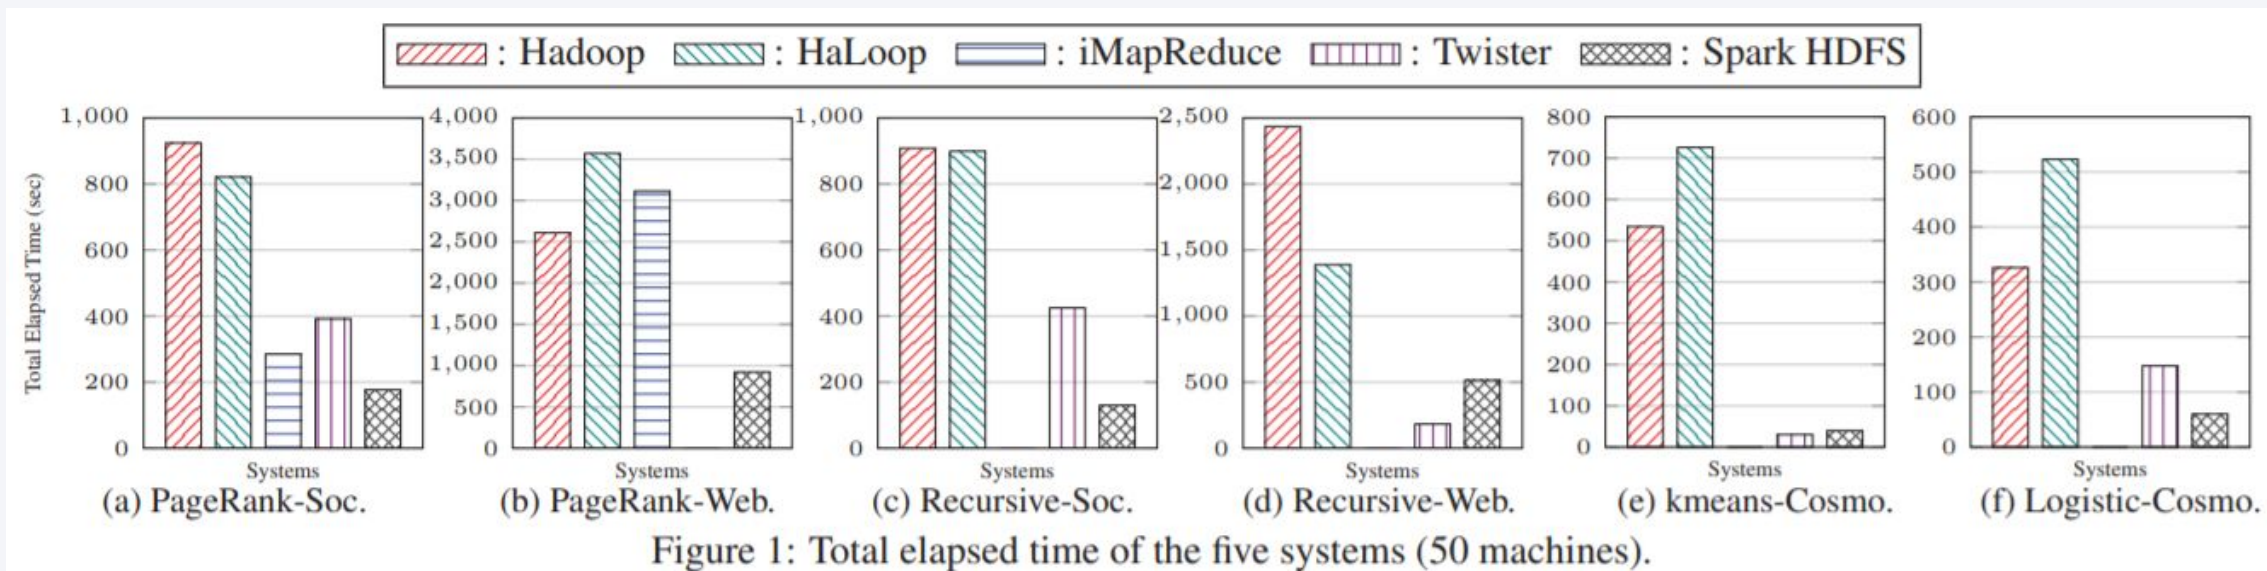 : Hadoop : HaLoop : iMapReduce : Twister : Spark HDFS
Total Elapsed Time (sec)
1,000
800
600
400
200
0
Systems
(a) PageRank-Soc.
4,000
3,500
3,000
2,500
2,000
1,500
1,000
500
0
Systems
(b) PageRank-Web.
1,000
800
600
400
200
0
Systems
(c) Recursive-Soc.
2,500
2,000
1,500
1,000
500
0
Systems
(d) Recursive-Web.
800
700
600
500
400
300
200
100
0
Systems
(e) kmeans-Cosmo.
600
500
400
300
200
100
0
Systems
(f) Logistic-Cosmo.
Figure 1: Total elapsed time of the five systems (50 machines).